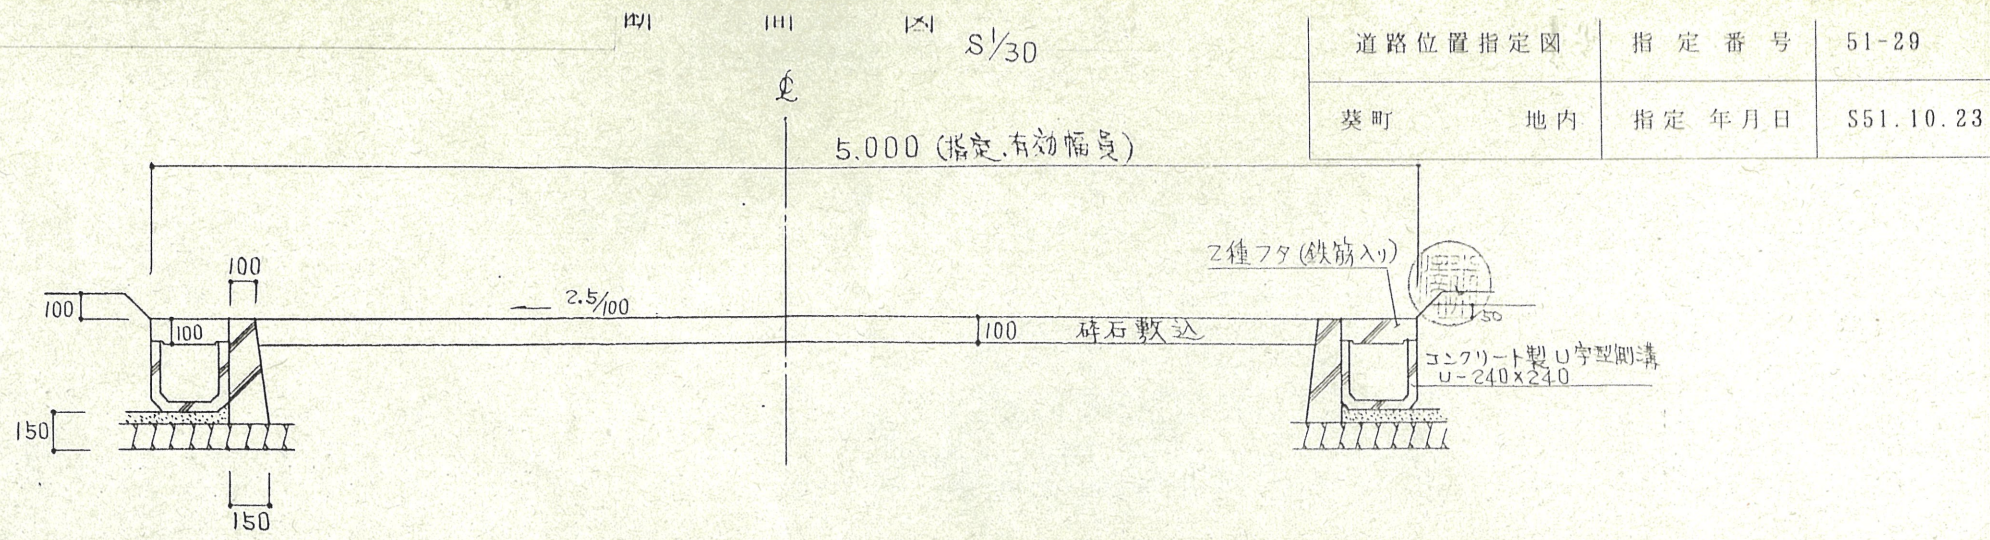 断面図
S 1/30
道路位置指定図 指定番号 51-29
葵町 地内 指定年月日 S51.10.23
℄
5.000 (指定.有効幅員)
2種フタ(鉄筋入り)
100
100
2.5/100
100
100
砕石敷込
50
コンクリート製U字型側溝
U-240×240
150
150